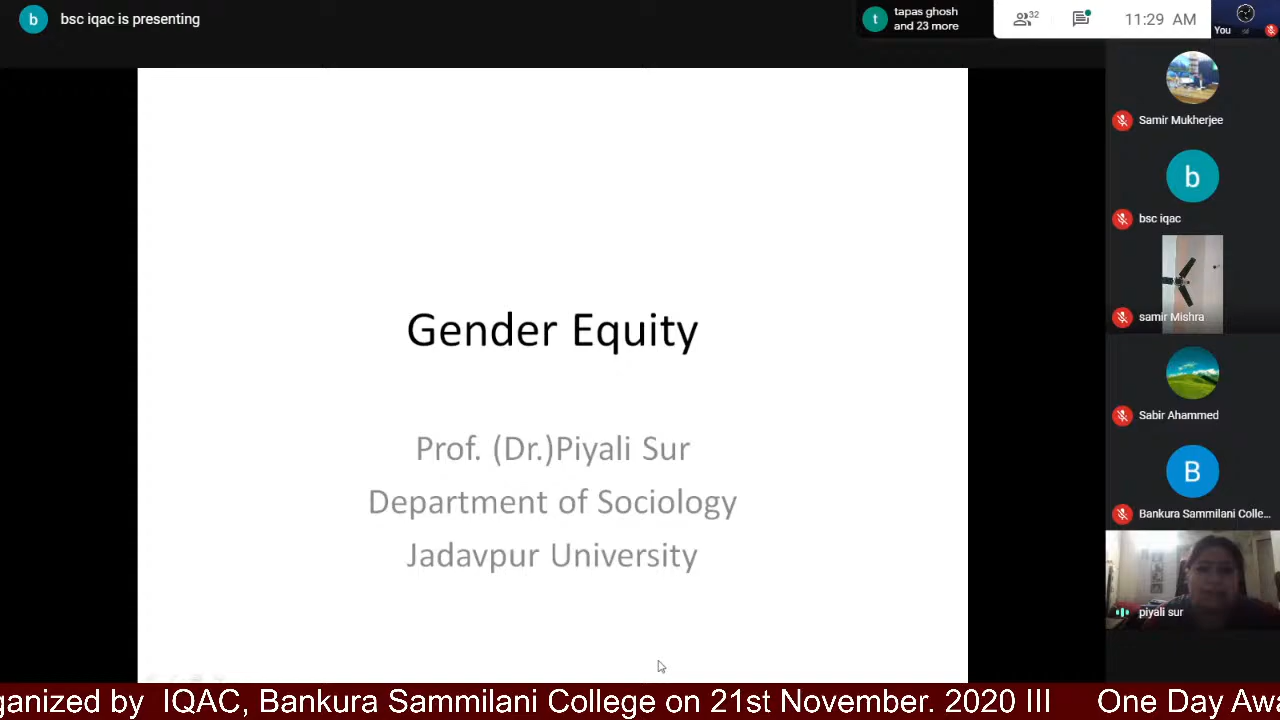 b bsc iqac is presenting
t tapas ghosh
and 23 more
32
11:29 AM
You
Samir Mukherjee
b
bsc iqac
samir Mishra
Sabir Ahammed
B
Bankura Sammilani Colle...
piyali sur
Gender Equity
Prof. (Dr.)Piyali Sur
Department of Sociology
Jadavpur University
ganized by IQAC, Bankura Sammilani College on 21st November. 2020 III One Day Awa